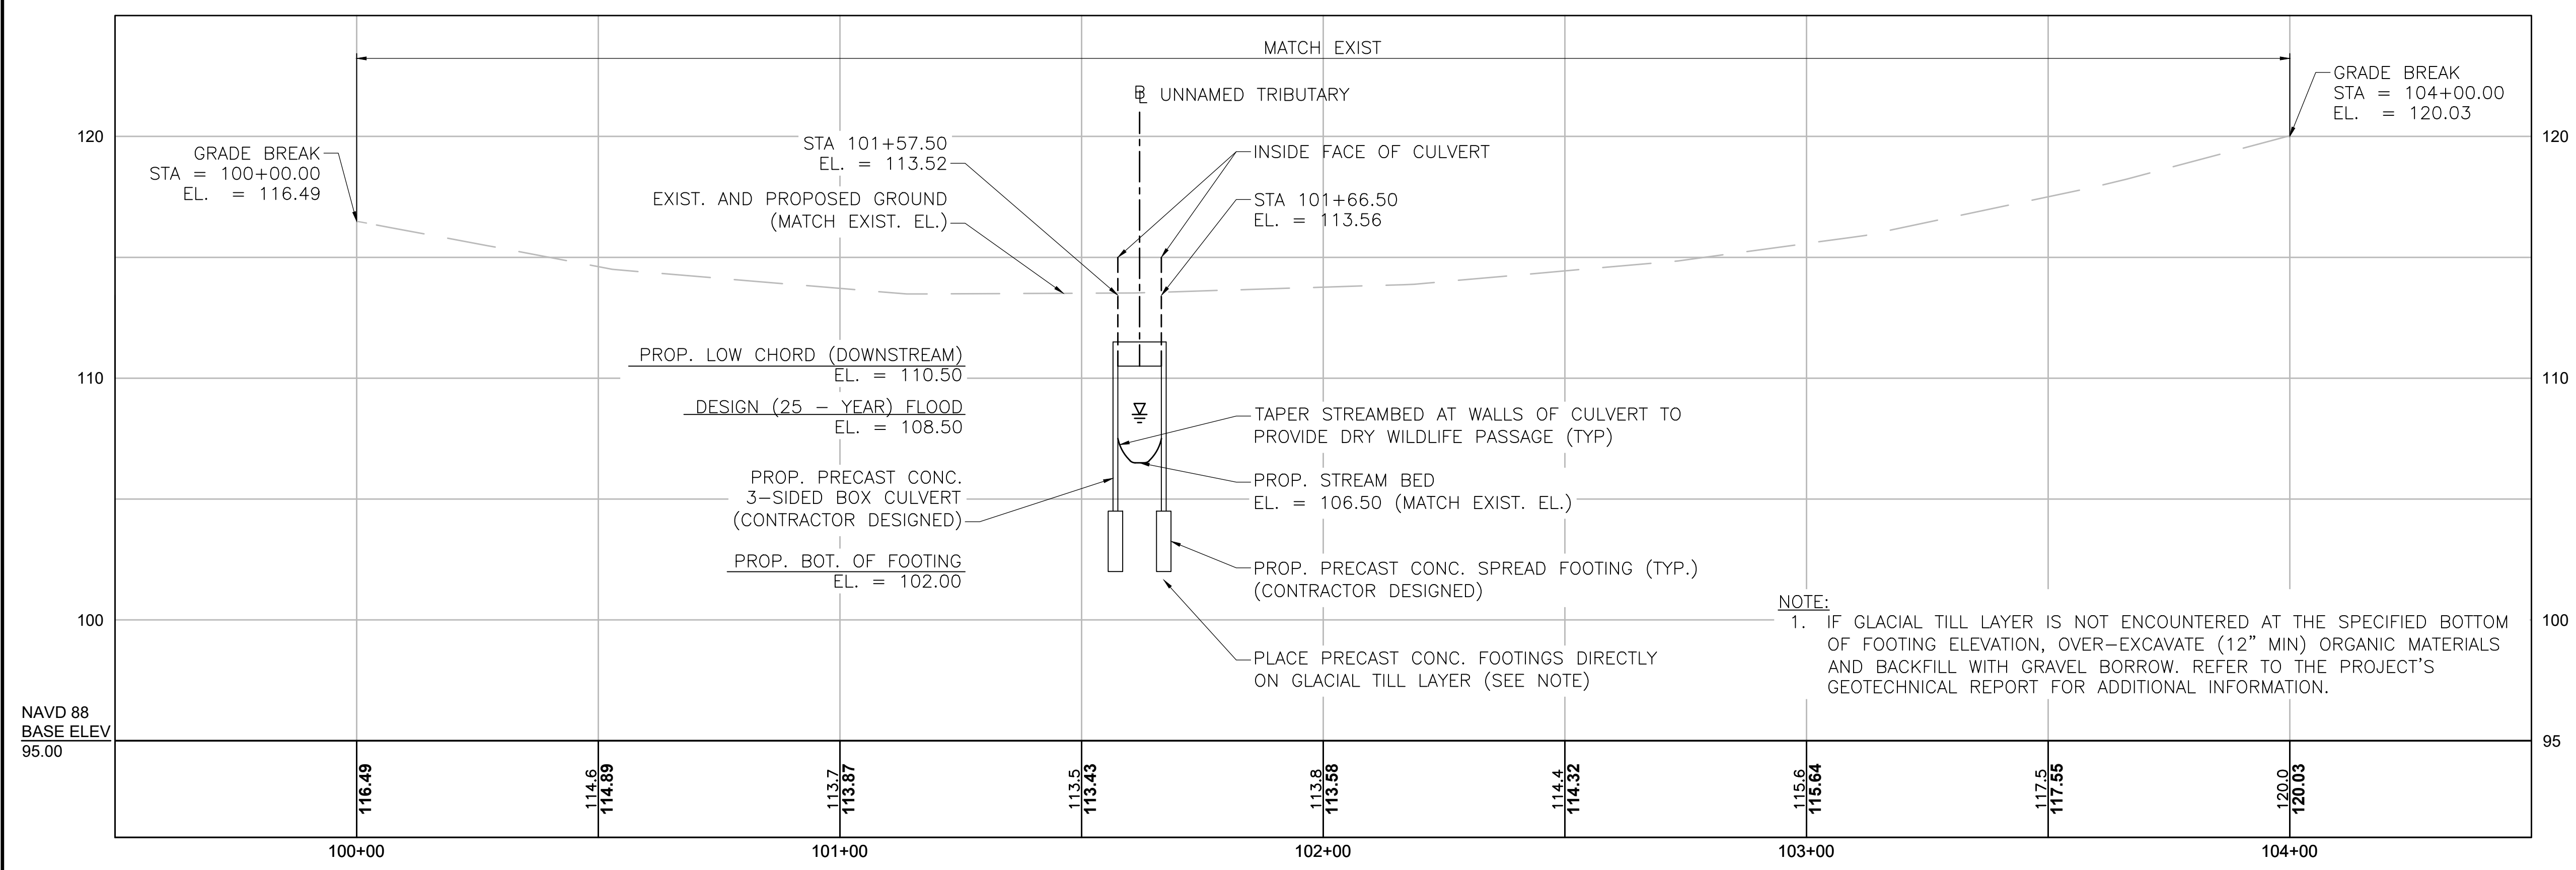 MATCH EXIST
GRADE BREAK
STA = 104+00.00
EL. = 120.03
℄ UNNAMED TRIBUTARY
120
120
GRADE BREAK
STA = 100+00.00
EL. = 116.49
STA 101+57.50
EL. = 113.52
INSIDE FACE OF CULVERT
EXIST. AND PROPOSED GROUND
(MATCH EXIST. EL.)
STA 101+66.50
EL. = 113.56
PROP. LOW CHORD (DOWNSTREAM)
EL. = 110.50
110
110
DESIGN (25 - YEAR) FLOOD
EL. = 108.50
TAPER STREAMBED AT WALLS OF CULVERT TO
PROVIDE DRY WILDLIFE PASSAGE (TYP)
PROP. PRECAST CONC.
3-SIDED BOX CULVERT
(CONTRACTOR DESIGNED)
PROP. STREAM BED
EL. = 106.50 (MATCH EXIST. EL.)
PROP. BOT. OF FOOTING
EL. = 102.00
PROP. PRECAST CONC. SPREAD FOOTING (TYP.)
(CONTRACTOR DESIGNED)
100
100
PLACE PRECAST CONC. FOOTINGS DIRECTLY
ON GLACIAL TILL LAYER (SEE NOTE)
NOTE:
1. IF GLACIAL TILL LAYER IS NOT ENCOUNTERED AT THE SPECIFIED BOTTOM
OF FOOTING ELEVATION, OVER-EXCAVATE (12" MIN) ORGANIC MATERIALS
AND BACKFILL WITH GRAVEL BORROW. REFER TO THE PROJECT'S
GEOTECHNICAL REPORT FOR ADDITIONAL INFORMATION.
NAVD 88
BASE ELEV
95.00
95
116.49
114.6
114.89
113.7
113.87
113.5
113.43
113.8
113.58
114.4
114.32
115.6
115.64
117.5
117.55
120.0
120.03
100+00
101+00
102+00
103+00
104+00